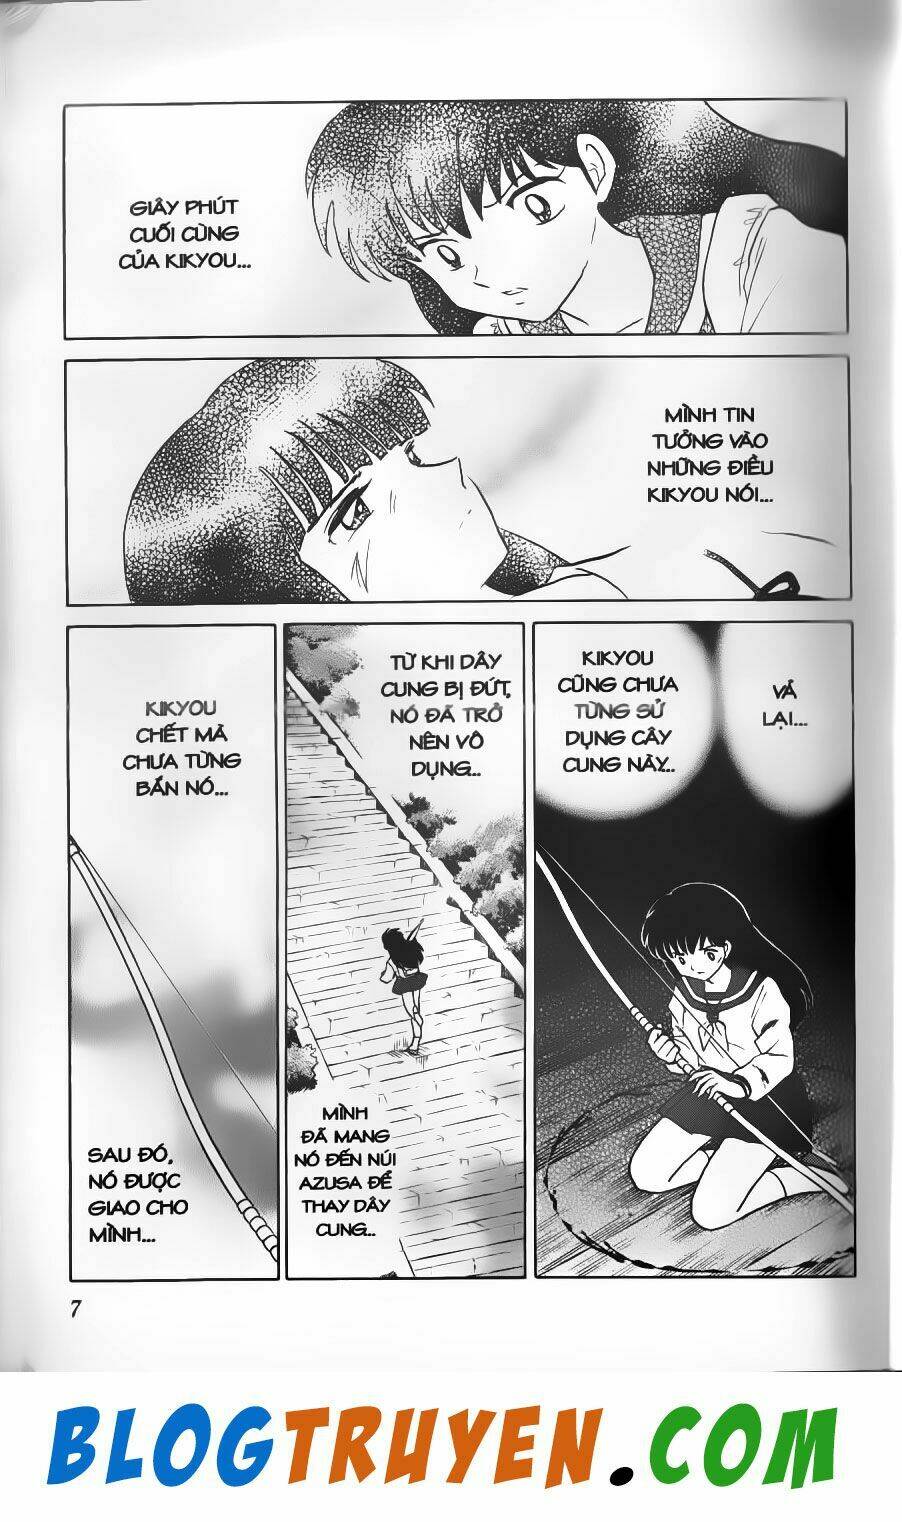 GIÂY PHÚT
CUỐI CÙNG
CỦA KIKYOU...
MÌNH TIN
TƯỞNG VÀO
NHỮNG ĐIỀU
KIKYOU NÓI...
VẢ
LẠI...
KIKYOU
CŨNG CHƯA
TỪNG SỬ
DỤNG CÂY
CUNG NÀY...
TỪ KHI DÂY
CUNG BỊ ĐỨT,
NÓ ĐÃ TRỞ
NÊN VÔ
DỤNG...
MÌNH
ĐÃ MANG
NÓ ĐẾN NÚI
AZUSA ĐỂ
THAY DÂY
CUNG...
KIKYOU
CHẾT MÀ
CHƯA TỪNG
BẮN NÓ...
SAU ĐÓ,
NÓ ĐƯỢC
GIAO CHO
MÌNH...
7
BLOGTRUYEN.COM